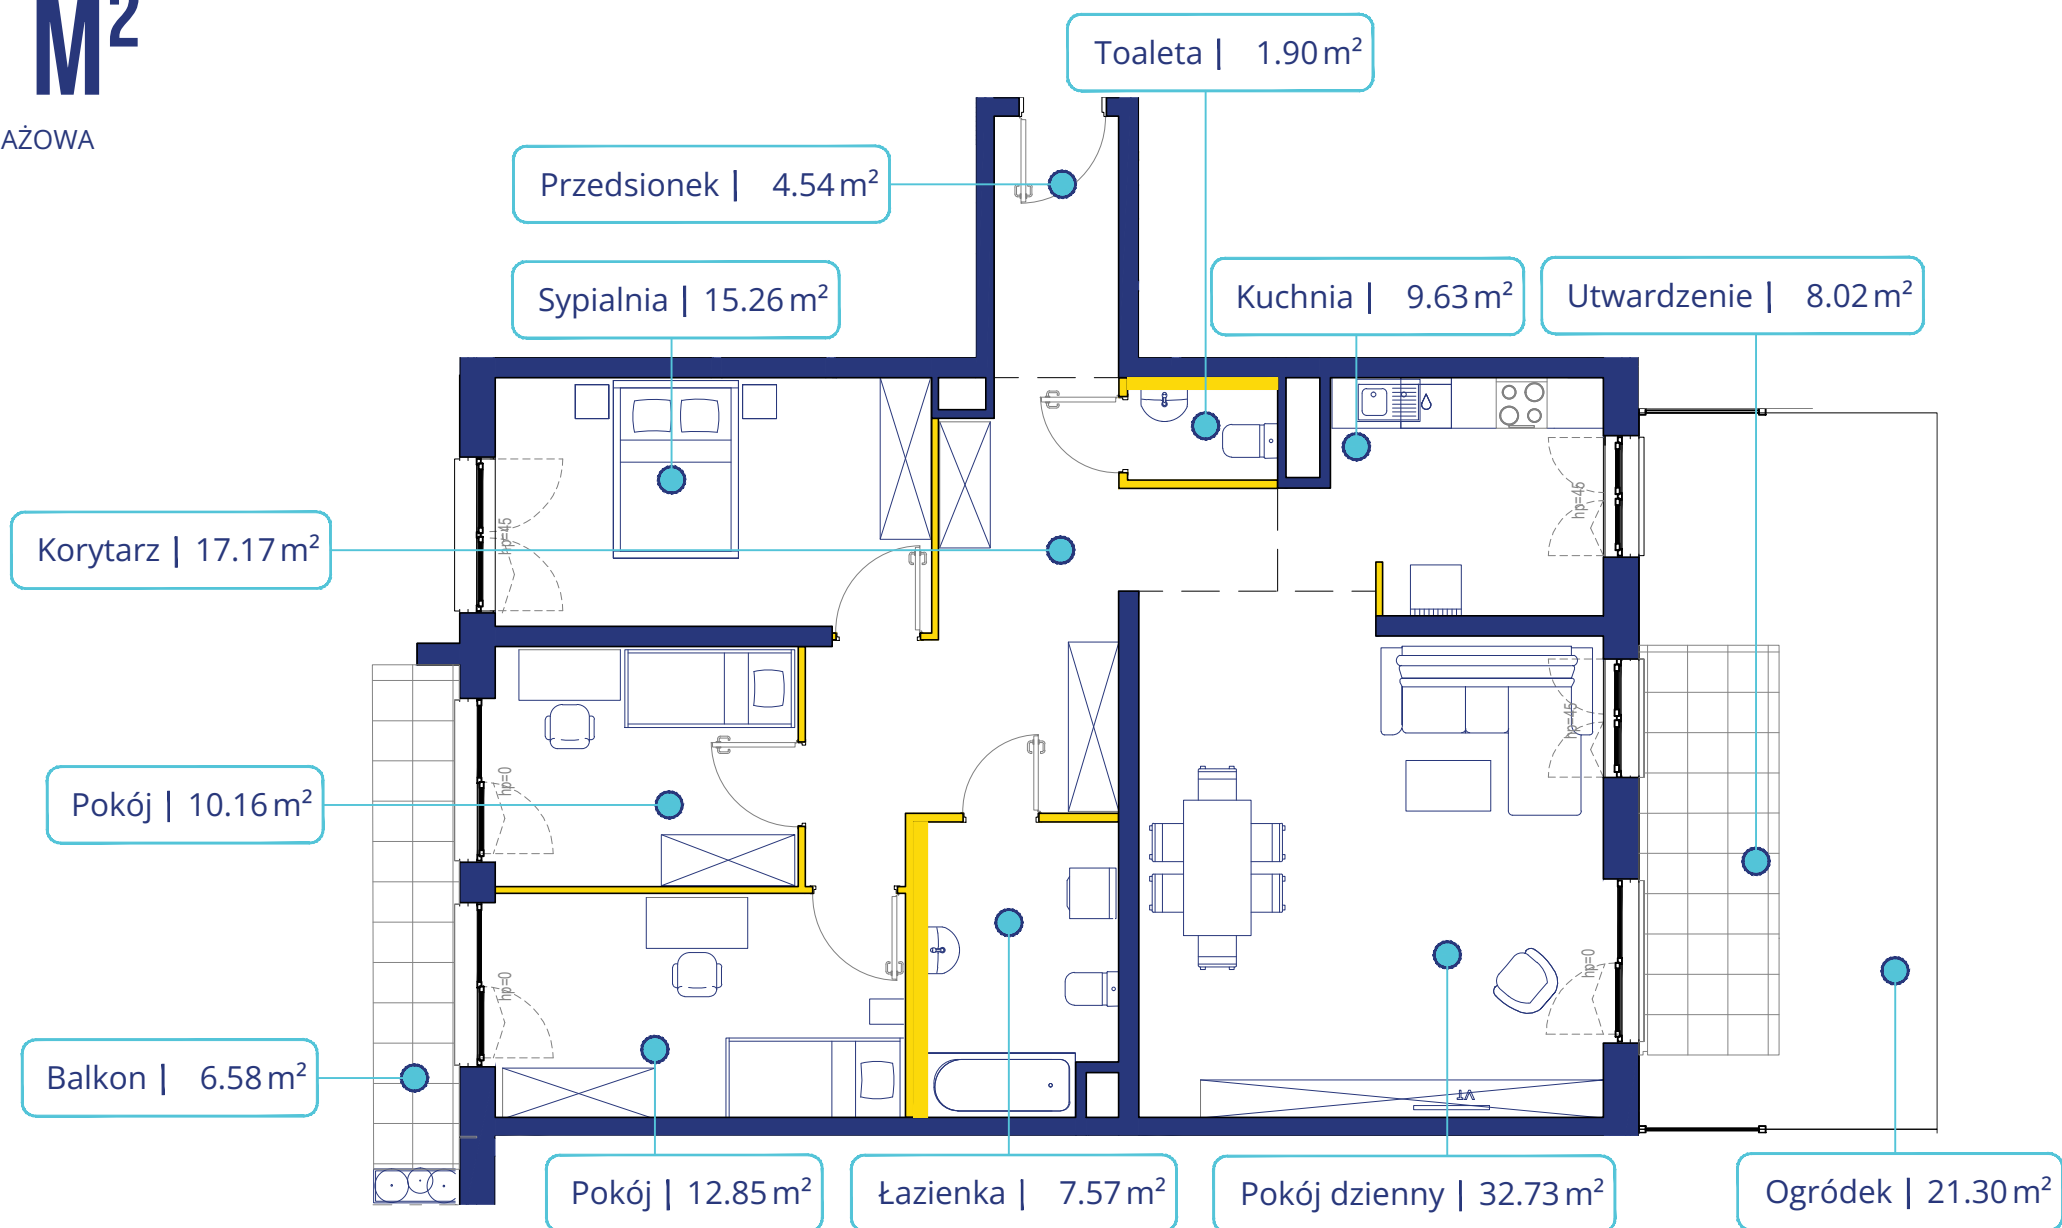 M²
AŻOWA
Toaleta | 1.90 m²
Przedsionek | 4.54 m²
Sypialnia | 15.26 m²
Kuchnia | 9.63 m²
Utwardzenie | 8.02 m²
hp=45
hp=45
Korytarz | 17.17 m²
hp=45
Pokój | 10.16 m²
hp=0
hp=0
hp=0
Balkon | 6.58 m²
TV
Pokój | 12.85 m²
Łazienka | 7.57 m²
Pokój dzienny | 32.73 m²
Ogródek | 21.30 m²